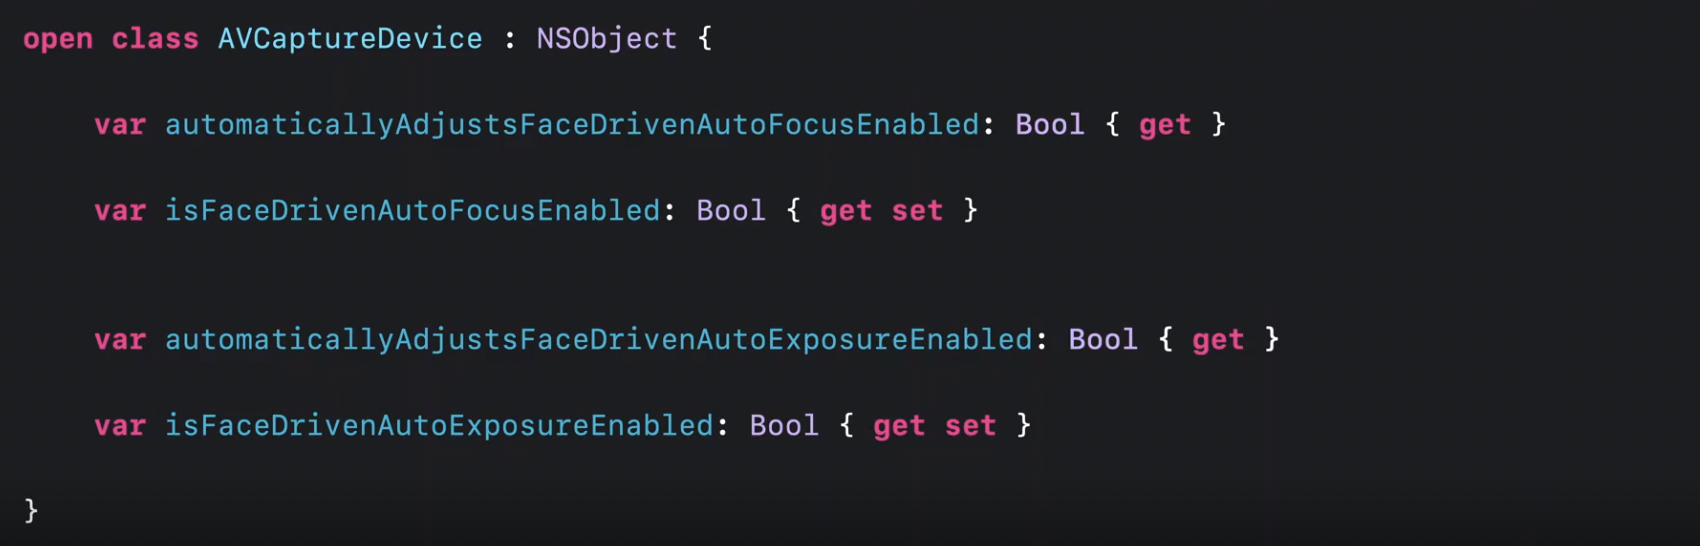 open class AVCaptureDevice : NSObject {
var automaticallyAdjustsFaceDrivenAutoFocusEnabled: Bool { get }
var isFaceDrivenAutoFocusEnabled: Bool { get set }
var automaticallyAdjustsFaceDrivenAutoExposureEnabled: Bool { get }
var isFaceDrivenAutoExposureEnabled: Bool { get set }
}